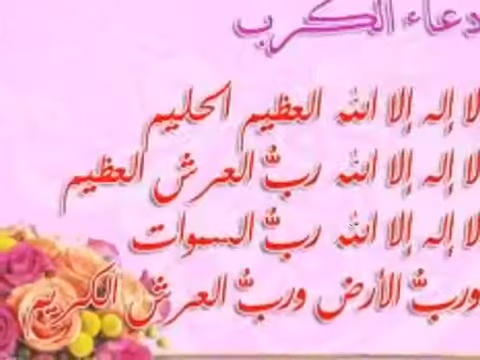 دعاء الكرب
لا إله إلا الله العظيم الحليم
لا إله إلا الله ربُّ العرش العظيم
لا إله إلا الله ربُّ السموات
وربُّ الأرض وربُّ العرش الكريم